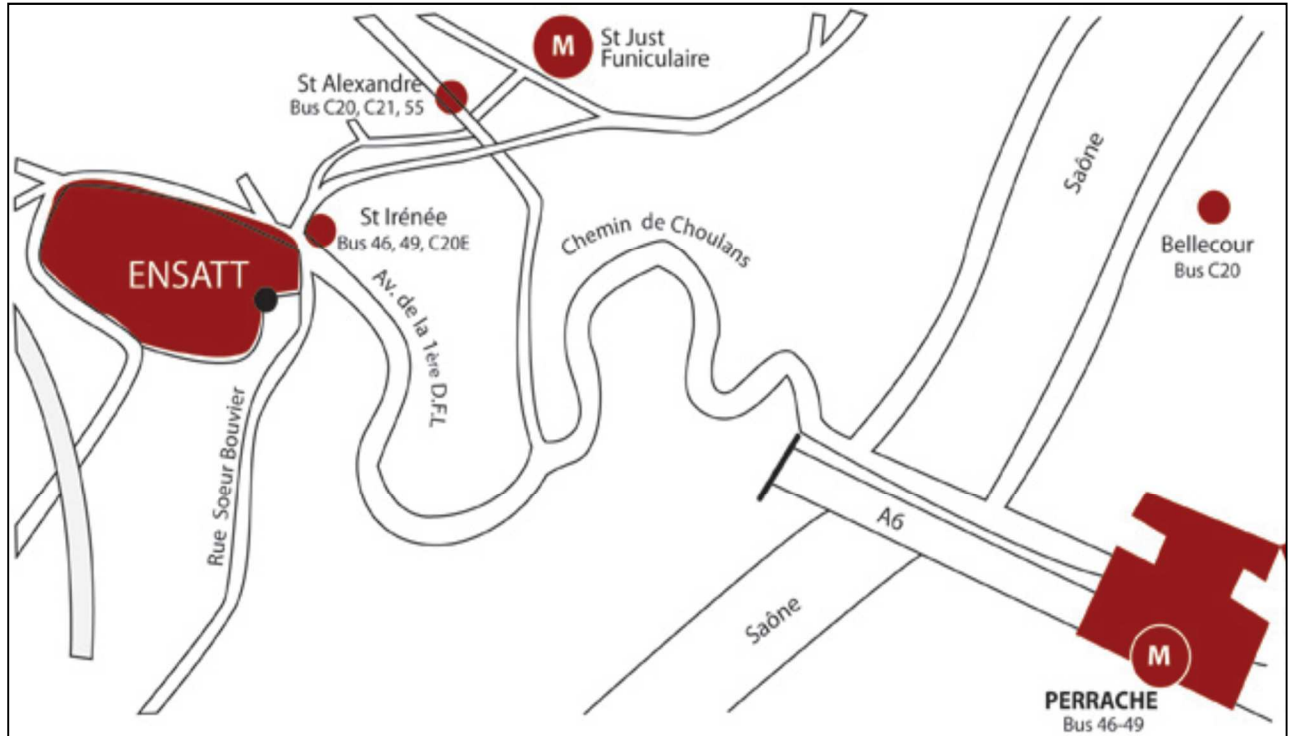 M
St Just
Funiculaire
St Alexandre
Bus C20, C21, 55
Saône
St Irénée
Bus 46, 49, C20E
Chemin de Choulans
Bellecour
Bus C20
ENSATT
Av. de la 1ère D.F.L
Rue Soeur Bouvier
A6
Saône
M
PERRACHE
Bus 46-49